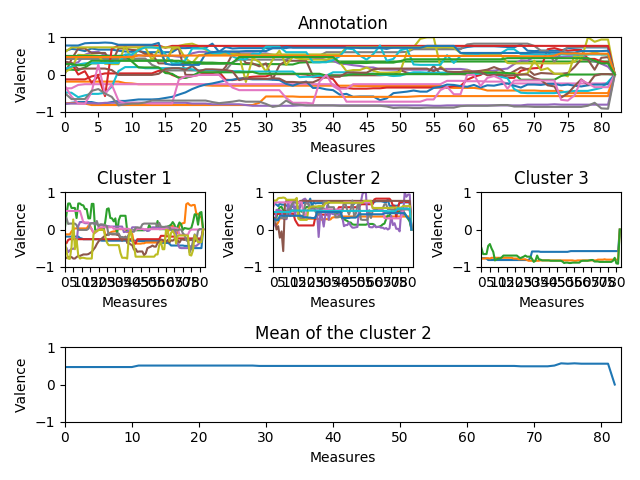 Annotation
Valence
1
0
−1
0 5 10 15 20 25 30 35 40 45 50 55 60 65 70 75 80
Measures
Cluster 1 Cluster 2 Cluster 3
Valence Valence Valence
1 1 1
0 0 0
−1 −1 −1
Measures Measures Measures
Mean of the cluster 2
Valence
1
0
−1
0 10 20 30 40 50 60 70 80
Measures